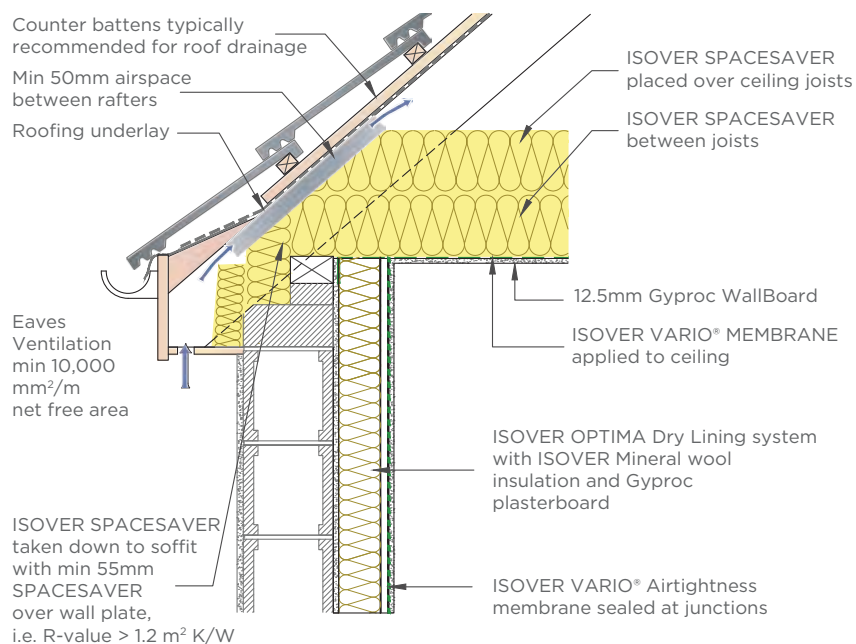 Counter battens typically
recommended for roof drainage
Min 50mm airspace
between rafters
Roofing underlay
ISOVER SPACESAVER
placed over ceiling joists
ISOVER SPACESAVER
between joists
12.5mm Gyproc WallBoard
ISOVER VARIO® MEMBRANE
applied to ceiling
Eaves
Ventilation
min 10,000
mm²/m
net free area
ISOVER OPTIMA Dry Lining system
with ISOVER Mineral wool
insulation and Gyproc
plasterboard
ISOVER SPACESAVER
taken down to soffit
with min 55mm
SPACESAVER
over wall plate,
i.e. R-value > 1.2 m² K/W
ISOVER VARIO® Airtightness
membrane sealed at junctions